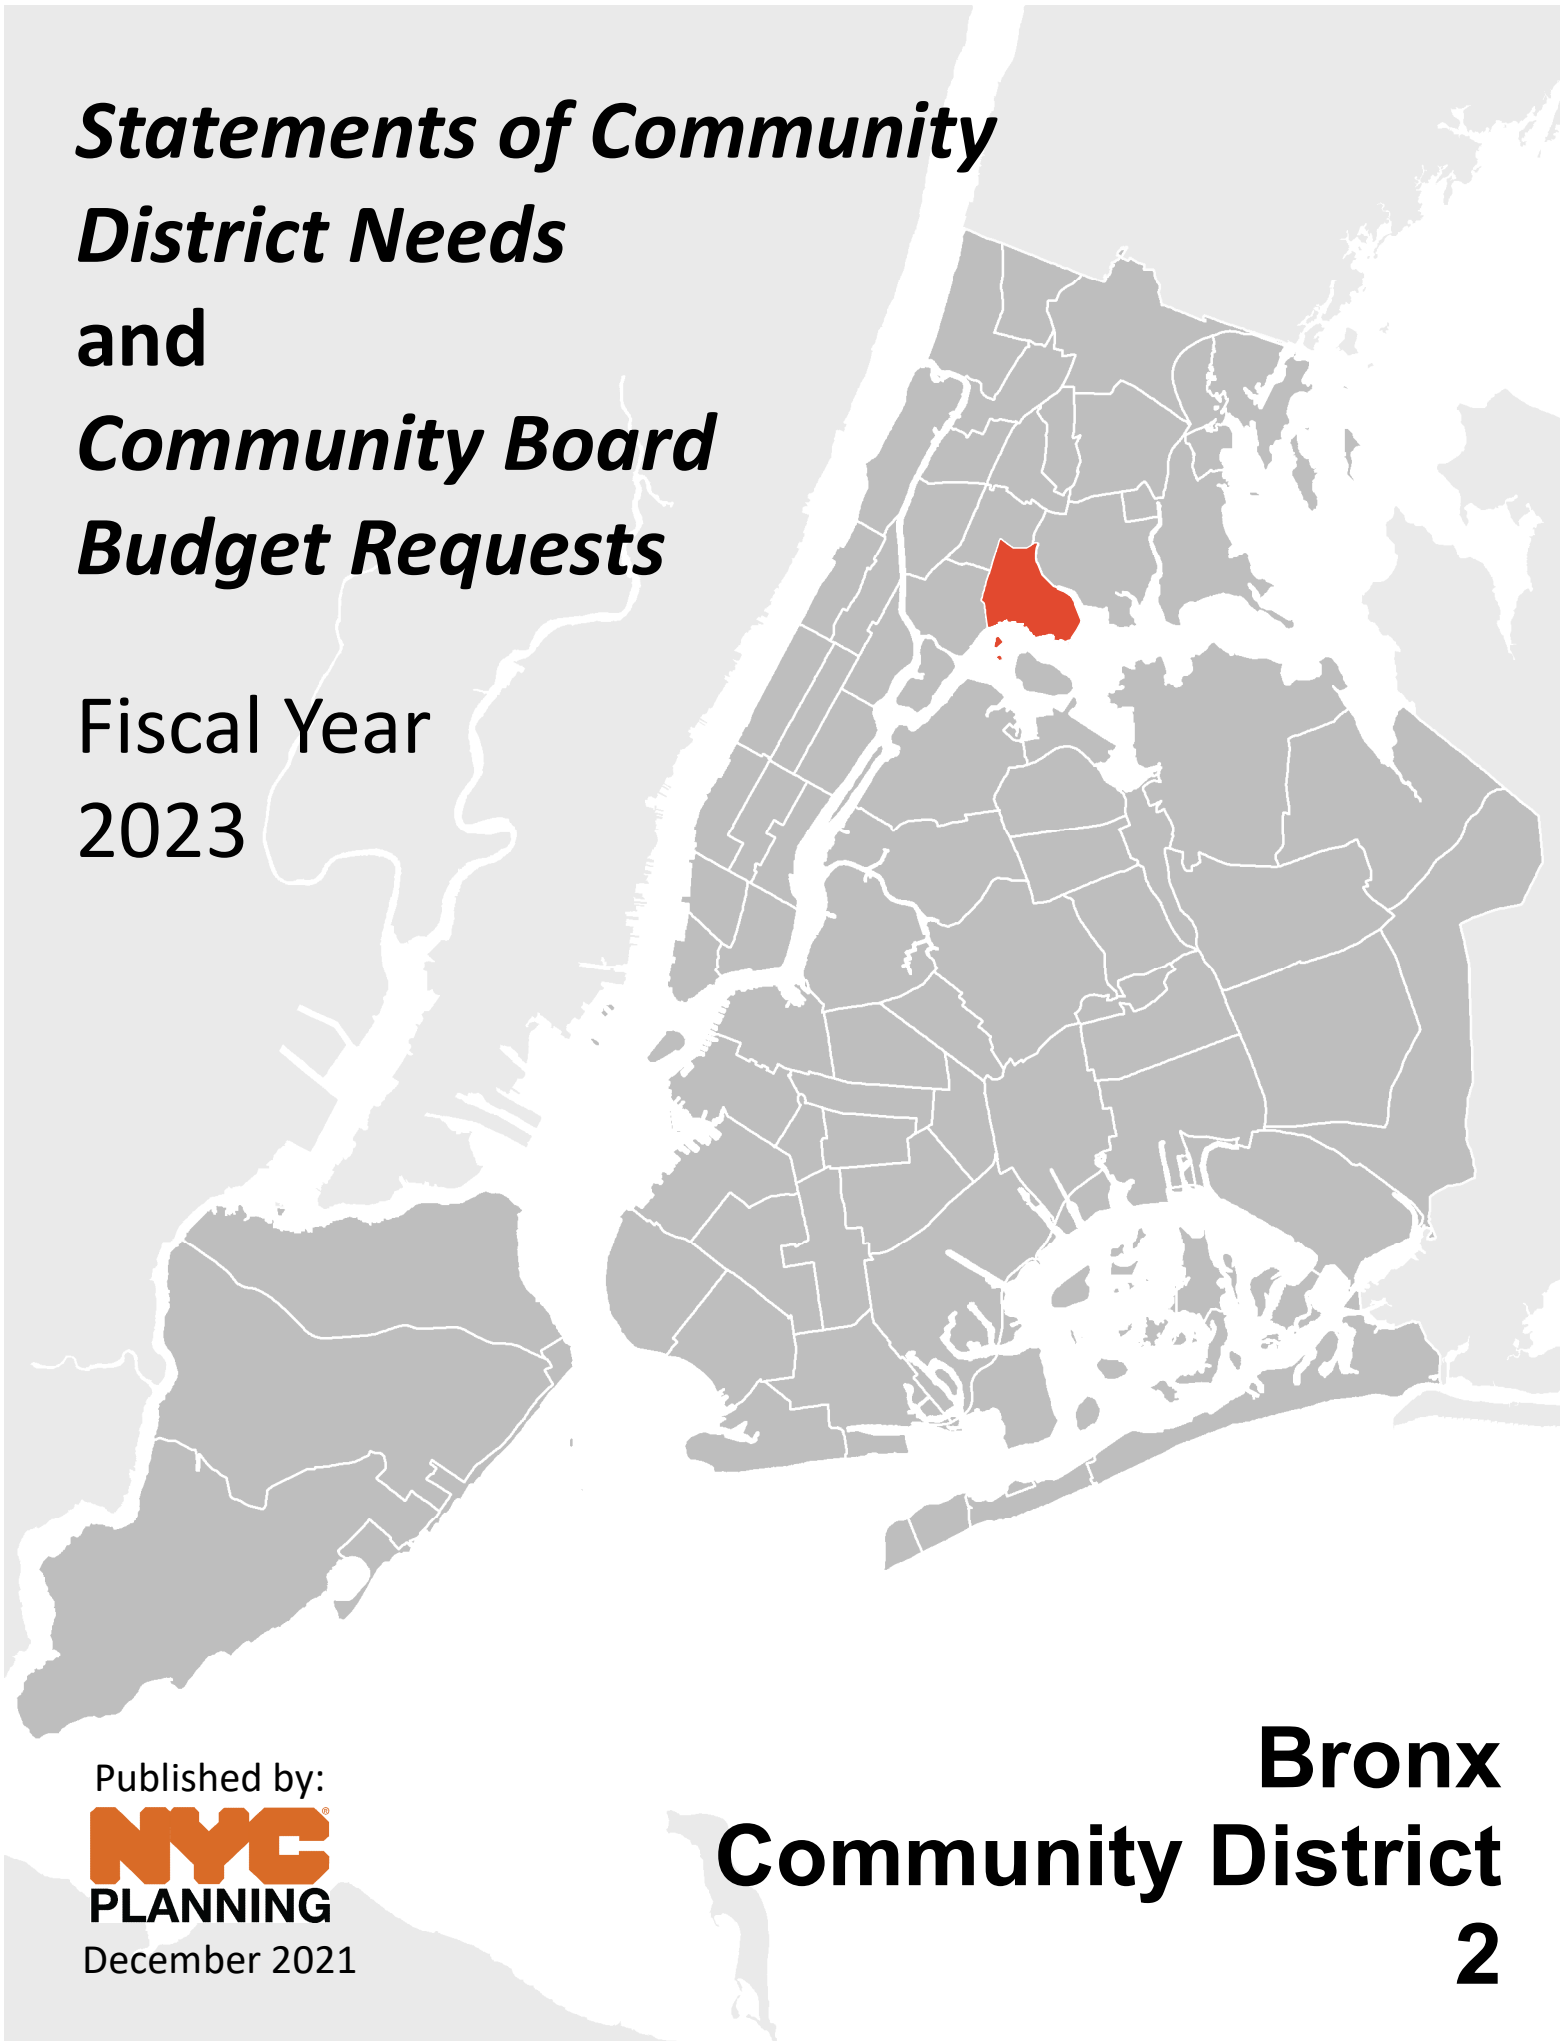 Statements of Community
District Needs
and
Community Board
Budget Requests
Fiscal Year
2023
Published by:
NYC®
PLANNING
December 2021
Bronx
Community District
2